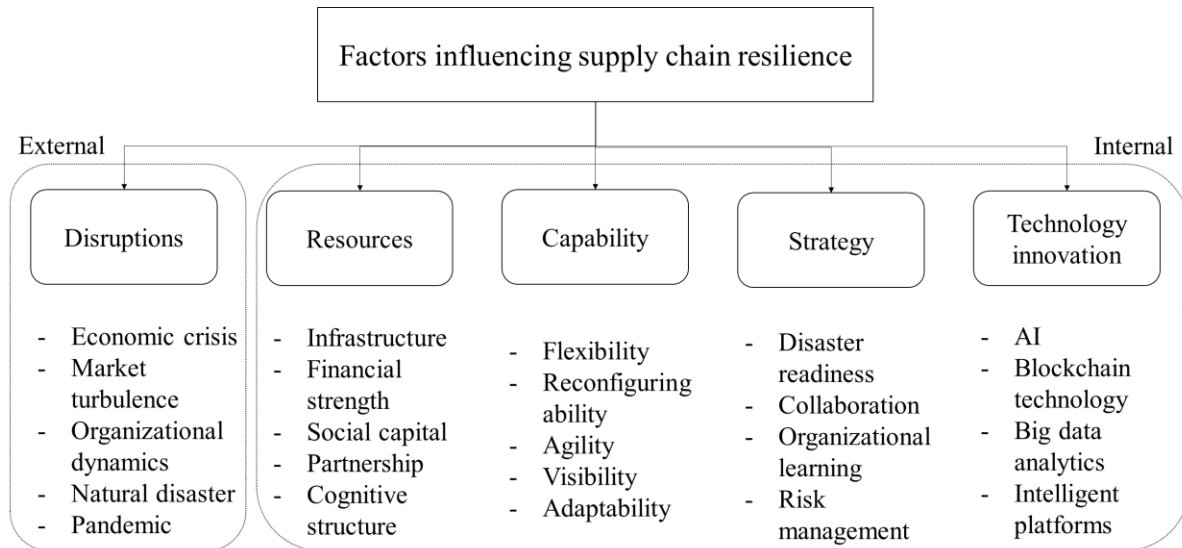 Factors influencing supply chain resilience
External
Internal
Disruptions
Resources
Capability
Strategy
Technology
innovation
- Economic crisis
- Market
turbulence
- Organizational
dynamics
- Natural disaster
- Pandemic
- Infrastructure
- Financial
strength
- Social capital
- Partnership
- Cognitive
structure
- Flexibility
- Reconfiguring
ability
- Agility
- Visibility
- Adaptability
- Disaster
readiness
- Collaboration
- Organizational
learning
- Risk
management
- AI
- Blockchain
technology
- Big data
analytics
- Intelligent
platforms